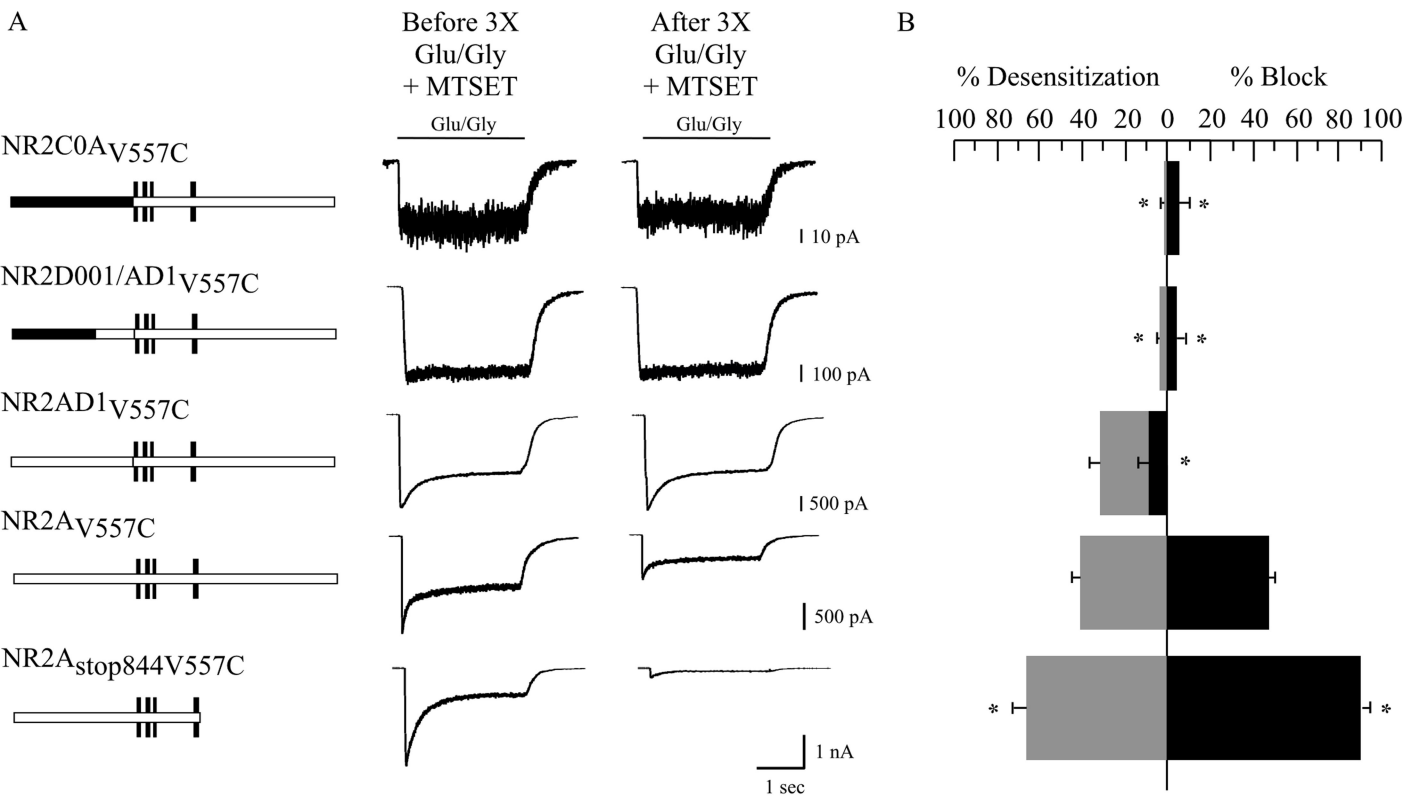 A
Before 3X
Glu/Gly
+ MTSET
After 3X
Glu/Gly
+ MTSET
B
% Desensitization
% Block
100 80 60 40 20 0 20 40 60 80 100
Glu/Gly
Glu/Gly
NR2C0AV557C
* *
10 pA
NR2D001/AD1V557C
* *
100 pA
NR2AD1V557C
*
500 pA
NR2AV557C
500 pA
NR2Astop844V557C
* *
1 nA
1 sec